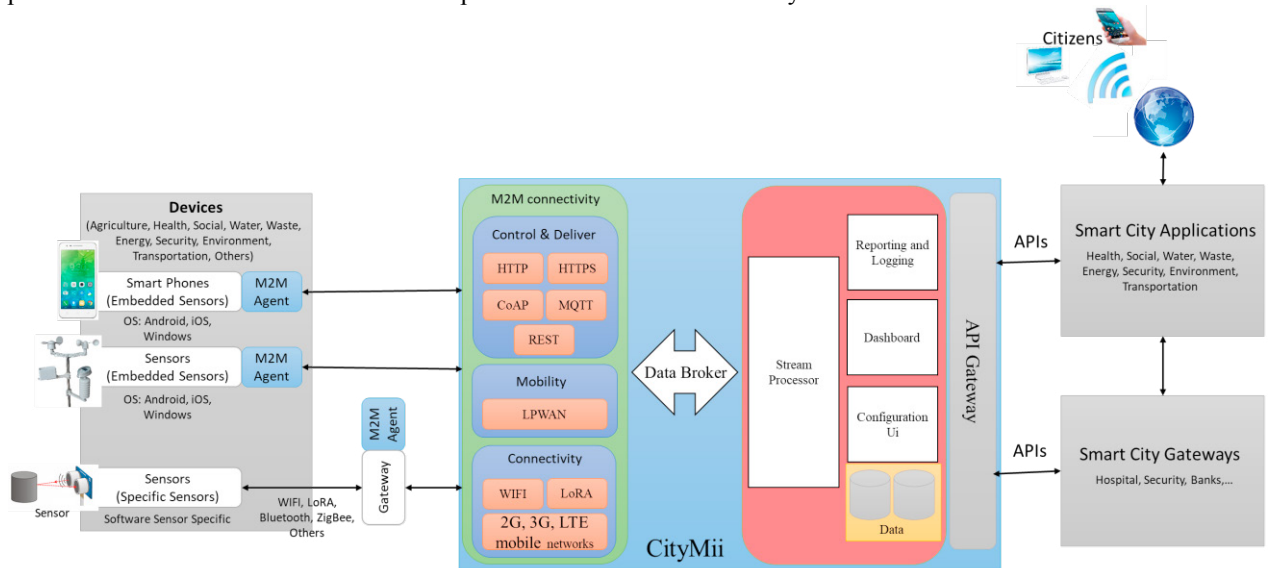 Citizens
Devices
(Agriculture, Health, Social, Water, Waste,
Energy, Security, Environment,
Transportation, Others)
Smart Phones
(Embedded Sensors)
M2M
Agent
OS: Android, iOS,
Windows
Sensors
(Embedded Sensors)
M2M
Agent
OS: Android, iOS,
Windows
Sensors
(Specific Sensors)
Sensor
Software Sensor Specific
WIFI, LoRA,
Bluetooth, ZigBee,
Others
M2M
Agent
Gateway
M2M connectivity
Control & Deliver
HTTP
HTTPS
CoAP
MQTT
REST
Mobility
LPWAN
Connectivity
WIFI
LoRA
2G, 3G, LTE
mobile networks
Data Broker
CityMii
Stream
Processor
Reporting and
Logging
Dashboard
Configuration
Ui
Data
API Gateway
APIs
APIs
Smart City Applications
Health, Social, Water, Waste,
Energy, Security, Environment,
Transportation
Smart City Gateways
Hospital, Security, Banks,...